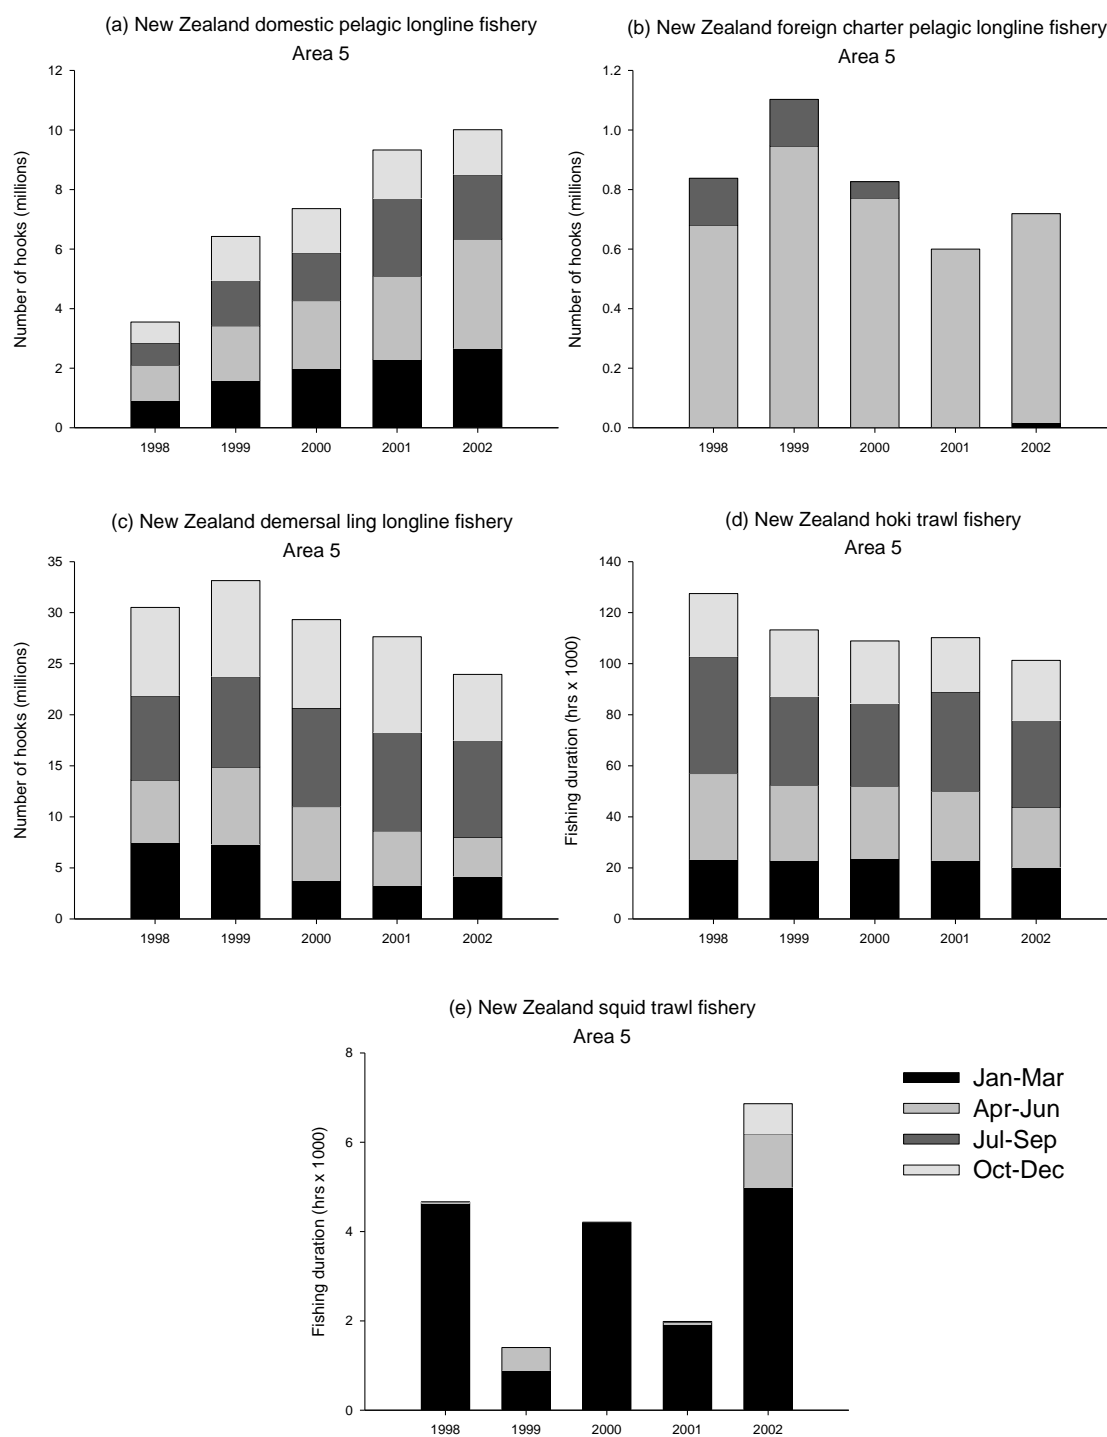 (a) New Zealand domestic pelagic longline fishery
Area 5
Number of hooks (millions)
12
10
8
6
4
2
0
1998 1999 2000 2001 2002
(b) New Zealand foreign charter pelagic longline fishery
Area 5
Number of hooks (millions)
1.2
1.0
0.8
0.6
0.4
0.2
0.0
1998 1999 2000 2001 2002
(c) New Zealand demersal ling longline fishery
Area 5
Number of hooks (millions)
35
30
25
20
15
10
5
0
1998 1999 2000 2001 2002
(d) New Zealand hoki trawl fishery
Area 5
Fishing duration (hrs x 1000)
140
120
100
80
60
40
20
0
1998 1999 2000 2001 2002
(e) New Zealand squid trawl fishery
Area 5
Fishing duration (hrs x 1000)
8
6
4
2
0
1998 1999 2000 2001 2002
Jan-Mar
Apr-Jun
Jul-Sep
Oct-Dec